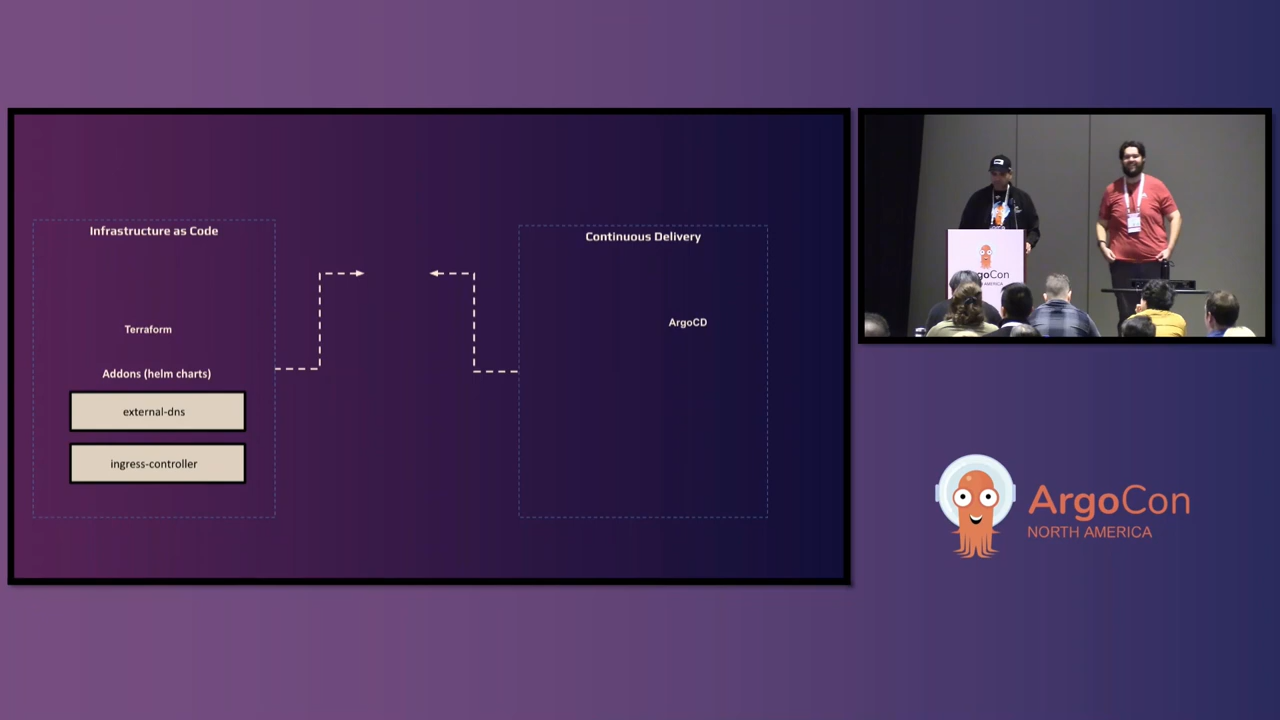 Infrastructure as Code
Terraform
Addons (helm charts)
external-dns
ingress-controller
Continuous Delivery
ArgoCD
ArgoCon
NORTH AMERICA